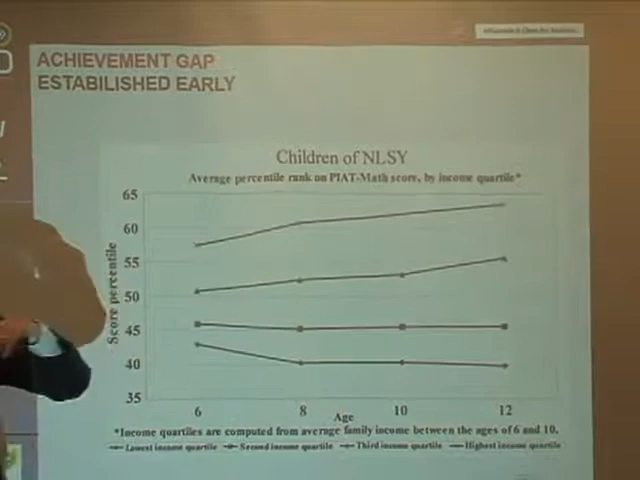 ACHIEVEMENT GAP
ESTABILISHED EARLY
Children of NLSY
Average percentile rank on PIAT-Math score, by income quartile*
65
60
55
50
45
40
35
Score percentile
6 8 10 12
Age
*Income quartiles are computed from average family income between the ages of 6 and 10.
Lowest income quartile Second income quartile Third income quartile Highest income quartile